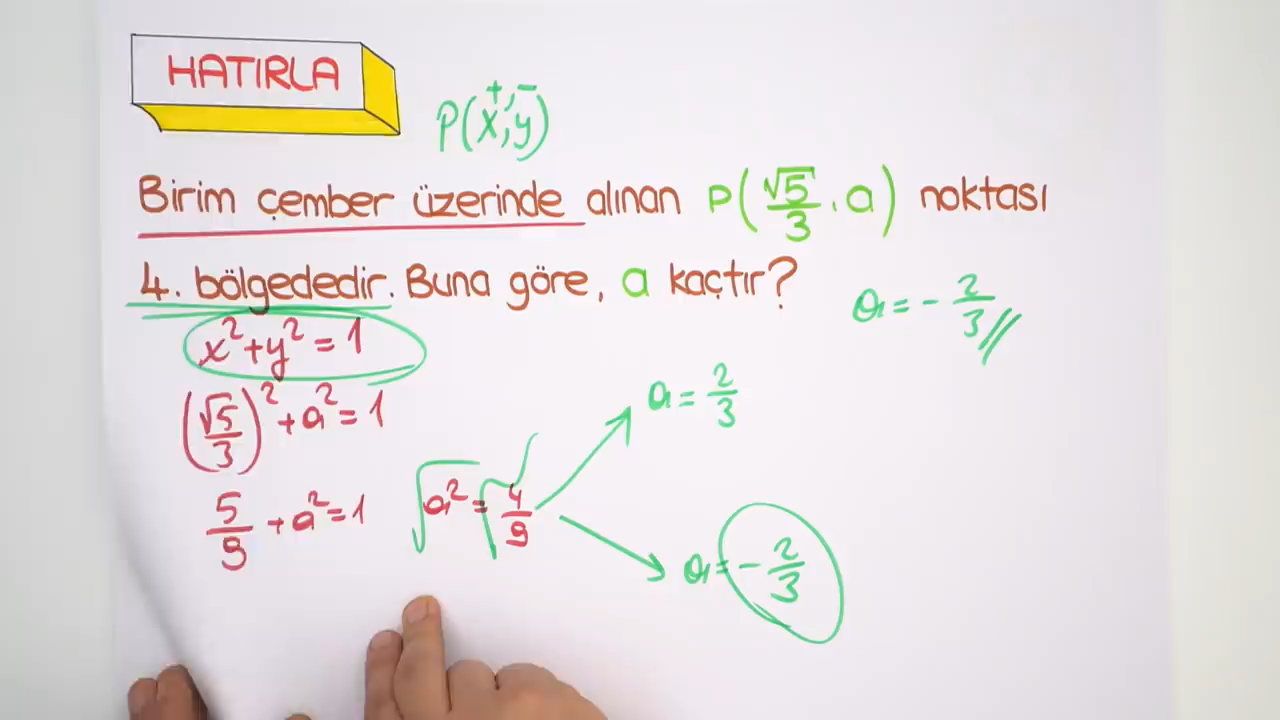 HATIRLA
P(x,y)
+,-
Birim çember üzerinde alınan P(√5/3, a) noktası
4. bölgededir. Buna göre, a kaçtır?
a = -2/3
x²+y²=1
(√5/3)²+a²=1
5/9+a²=1
√a²=√4/9
a=2/3
a=-2/3